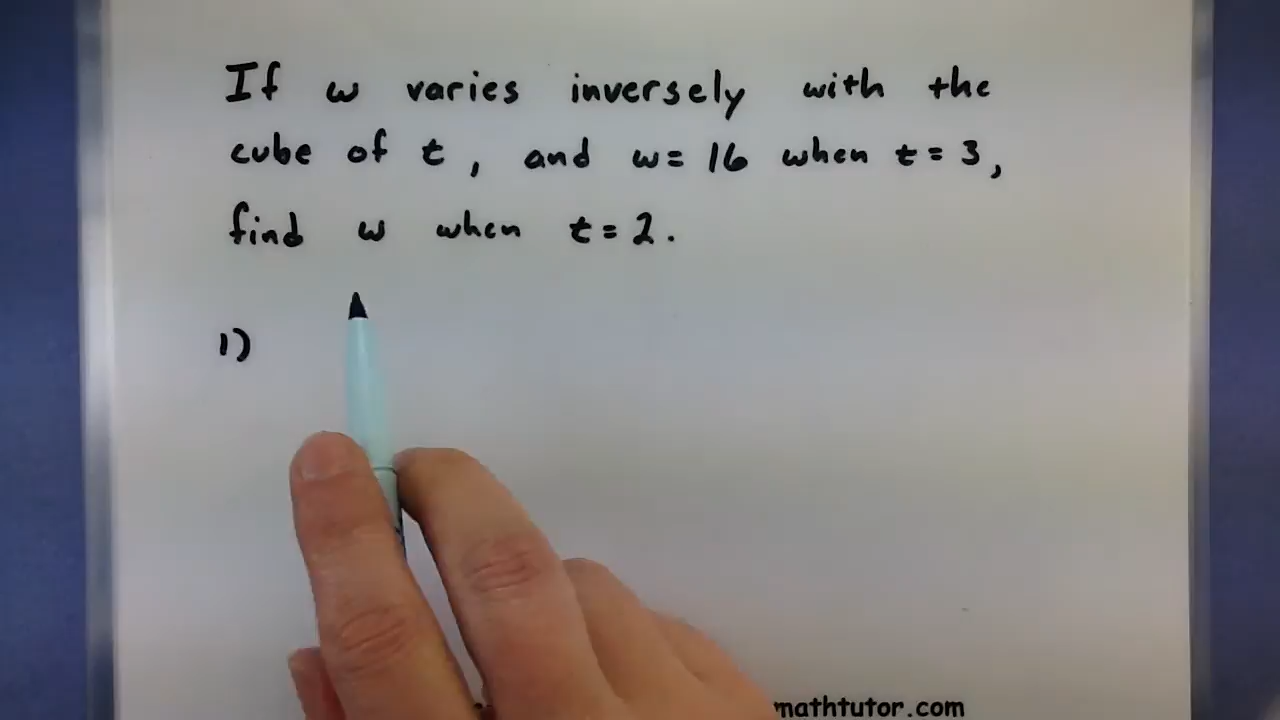 If w varies inversely with the
cube of t, and w=16 when t=3,
find w when t=2.
1)
mathtutor.com